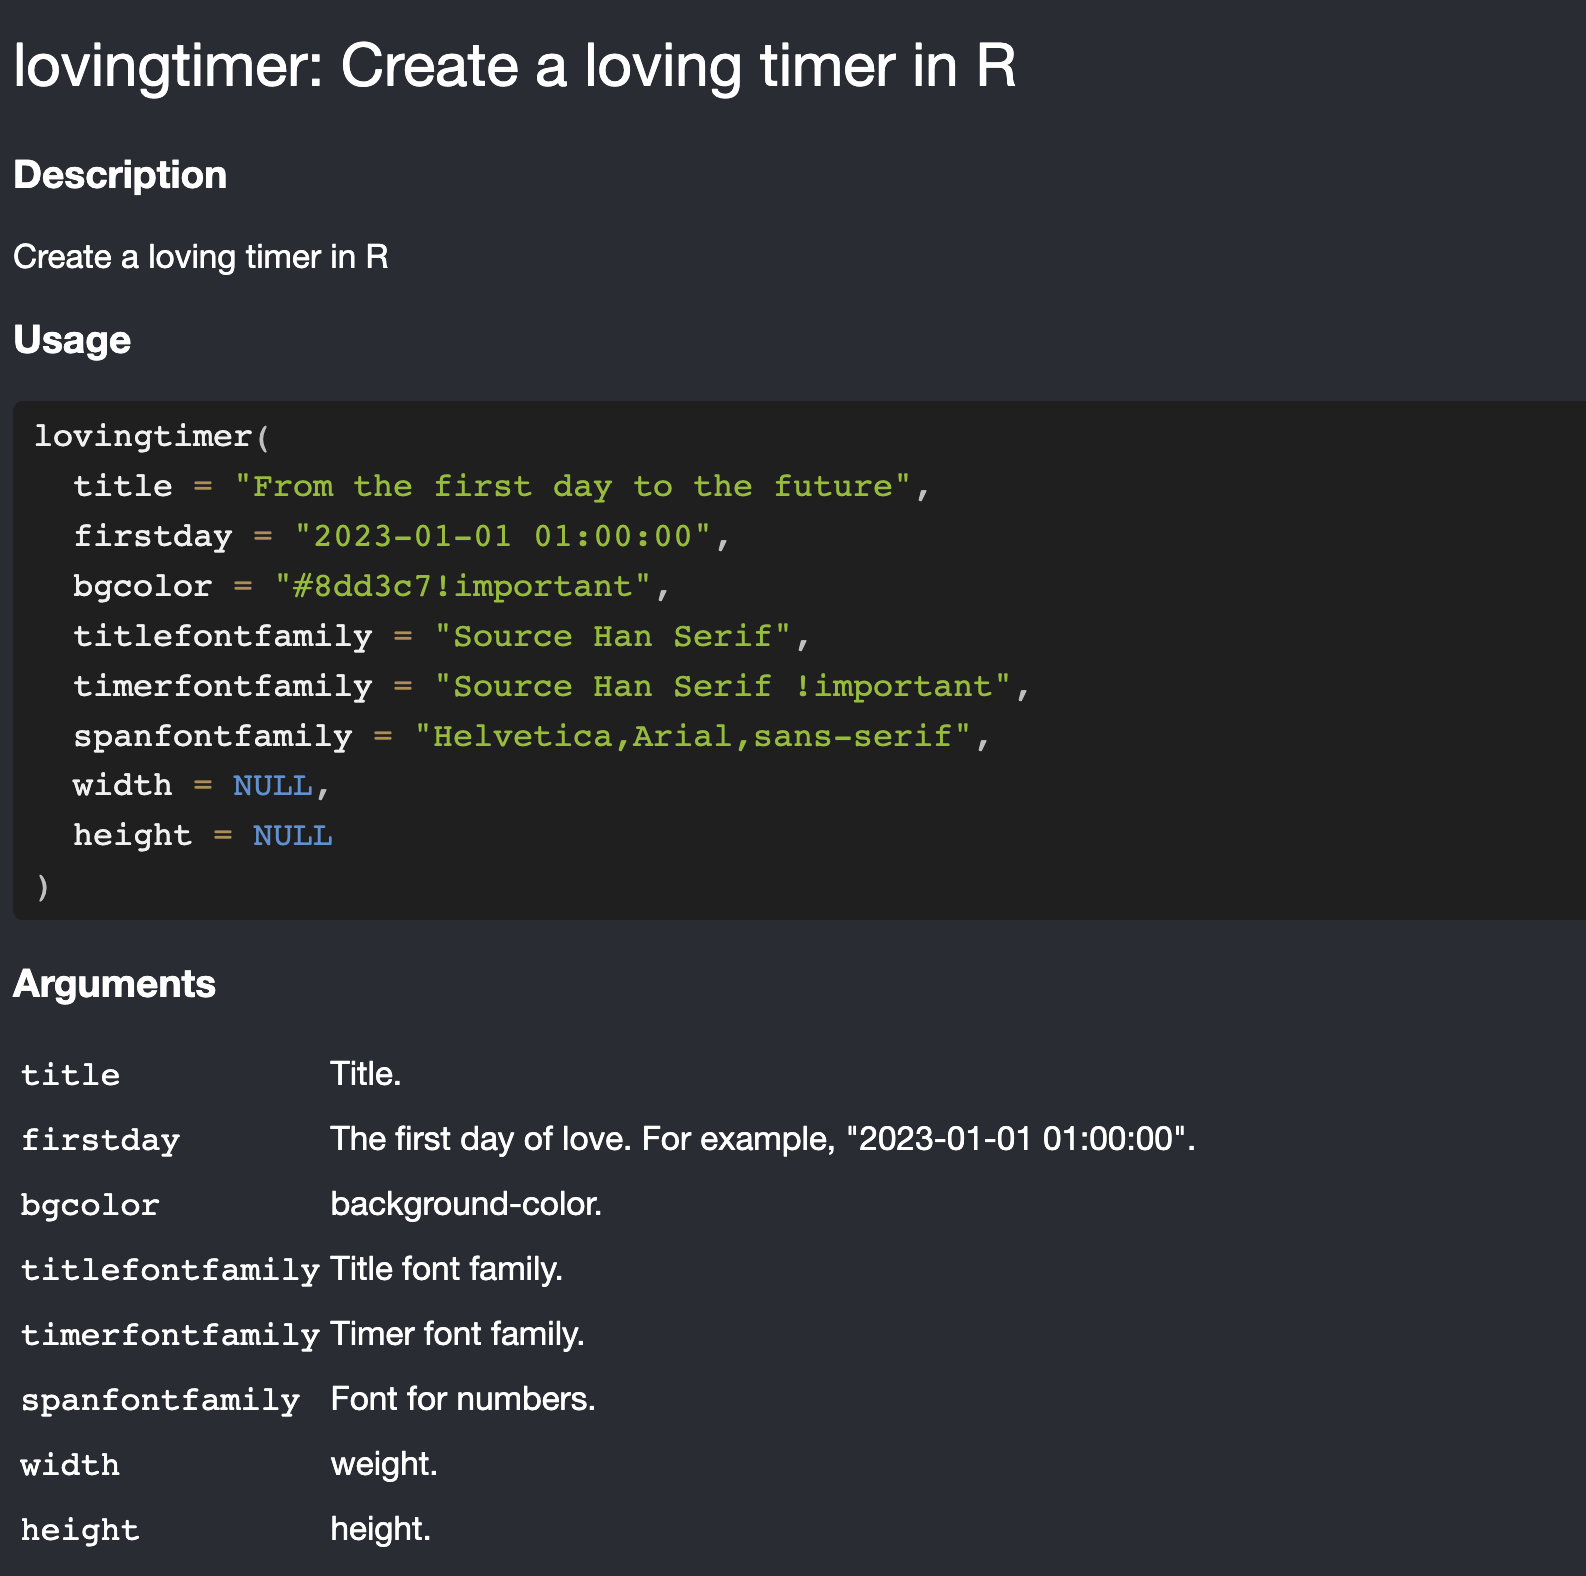 lovingtimer: Create a loving timer in R
Description
Create a loving timer in R
Usage
lovingtimer(
  title = "From the first day to the future",
  firstday = "2023-01-01 01:00:00",
  bgcolor = "#8dd3c7!important",
  titlefontfamily = "Source Han Serif",
  timerfontfamily = "Source Han Serif !important",
  spanfontfamily = "Helvetica,Arial,sans-serif",
  width = NULL,
  height = NULL
)
Arguments
title Title.
firstday The first day of love. For example, "2023-01-01 01:00:00".
bgcolor background-color.
titlefontfamily Title font family.
timerfontfamily Timer font family.
spanfontfamily Font for numbers.
width weight.
height height.